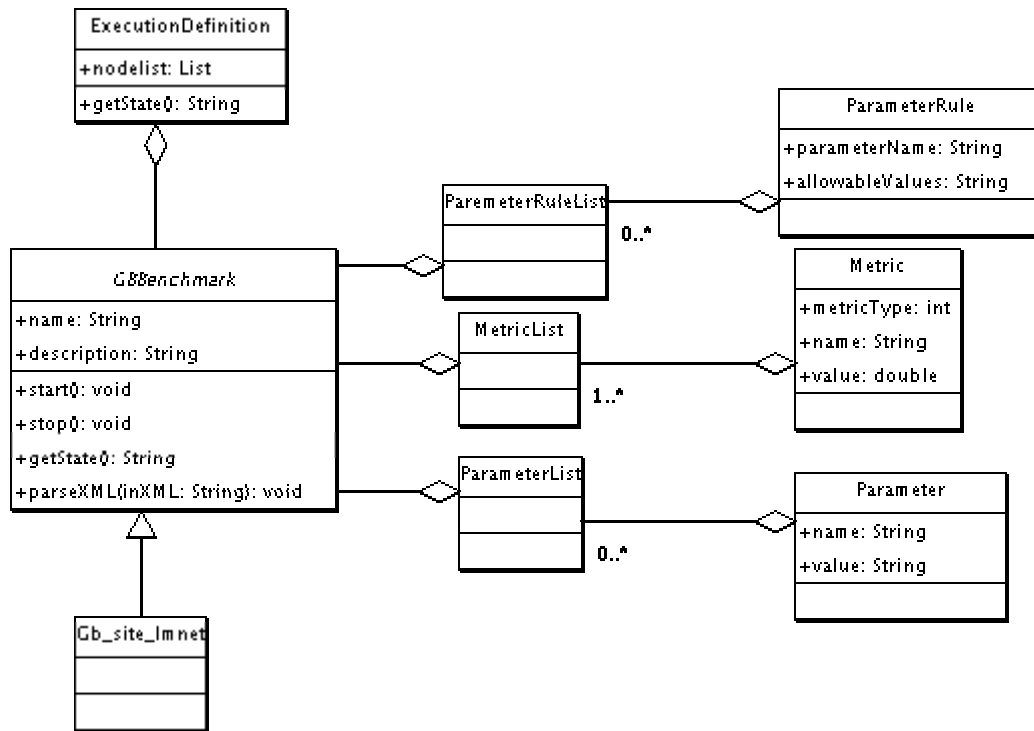 ExecutionDefinition
+nodelist: List
+getState(): String
ParameterRule
+parameterName: String
+allowableValues: String
ParemeterRuleList
0..*
GBBenchmark
+name: String
+description: String
+start(): void
+stop(): void
+getState(): String
+parseXML(inXML: String): void
MetricList
1..*
Metric
+metricType: int
+name: String
+value: double
ParameterList
0..*
Parameter
+name: String
+value: String
Gb_site_lmnet